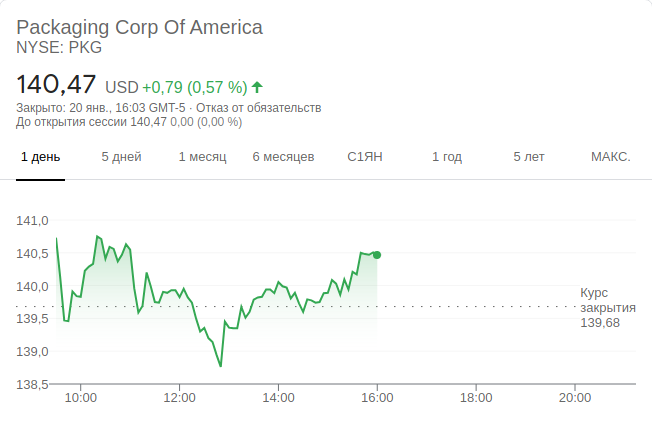 Packaging Corp Of America
NYSE: PKG
140,47 USD +0,79 (0,57 %)
Закрыто: 20 янв., 16:03 GMT-5 · Отказ от обязательств
До открытия сессии 140,47 0,00 (0,00 %)
1 день 5 дней 1 месяц 6 месяцев С1ЯН 1 год 5 лет МАКС.
141,0
140,5
140,0
139,5
139,0
138,5
Курс
закрытия
139,68
10:00 12:00 14:00 16:00 18:00 20:00